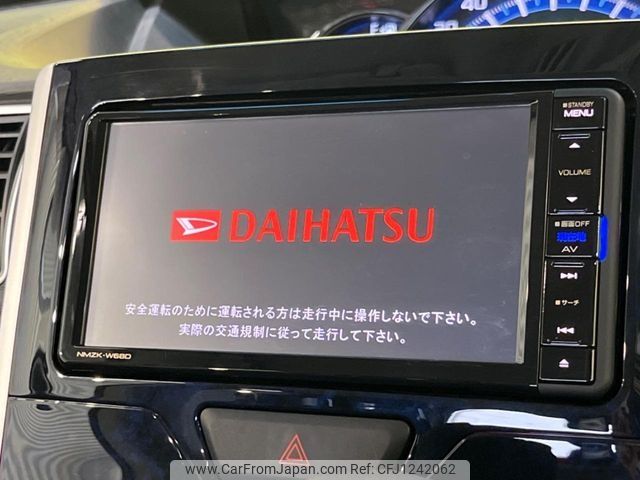 40
STANDBY
MENU
VOLUME
画面OFF
現在地
AV
サーチ
DAIHATSU
安全運転のために運転される方は走行中に操作しないで下さい。
実際の交通規制に従って走行して下さい。
NMZK-W68D
© CarFromJapan.com | Ref No: CFJ1242062